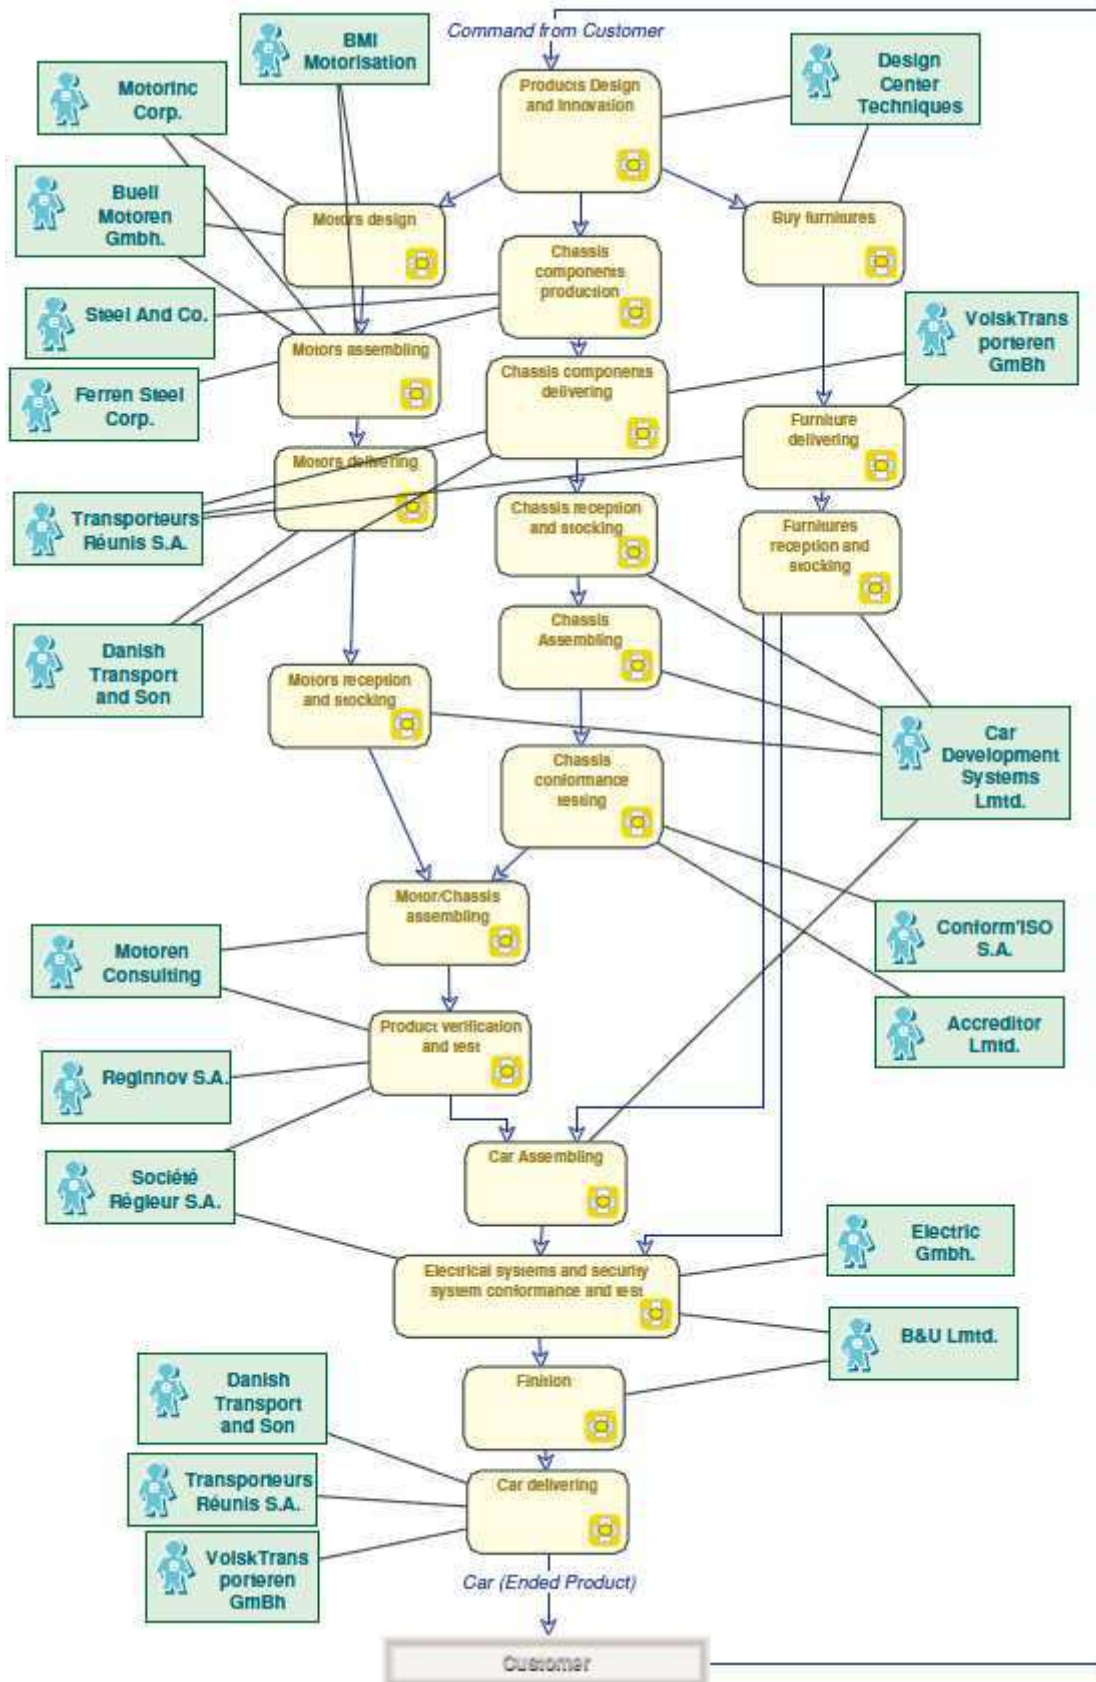 Command from Customer
BMI
Motorisation
Design
Center
Techniques
Motorinc
Corp.
Products Design
and Innovation
Buell
Motoren
Gmbh.
Motors design
Buy furnitures
Chassis
components
production
Steel And Co.
VolskTrans
porteren
GmBh
Motors assembling
Chassis components
delivering
Ferren Steel
Corp.
Furniture
delivering
Motors delivering
Transporteurs
Réunis S.A.
Chassis reception
and stocking
Furnitures
reception and
stocking
Chassis
Assembling
Danish
Transport
and Son
Motors reception
and stocking
Car
Development
Systems
Lmtd.
Chassis
conformance
testing
Motor/Chassis
assembling
Conform'ISO
S.A.
Motoren
Consulting
Accreditor
Lmtd.
Product verification
and test
Reginnov S.A.
Car Assembling
Société
Régleur S.A.
Electric
Gmbh.
Electrical systems and security
system conformance and test
B&U Lmtd.
Finition
Danish
Transport
and Son
Car delivering
Transporteurs
Réunis S.A.
VolskTrans
porteren
GmBh
Car (Ended Product)
Customer